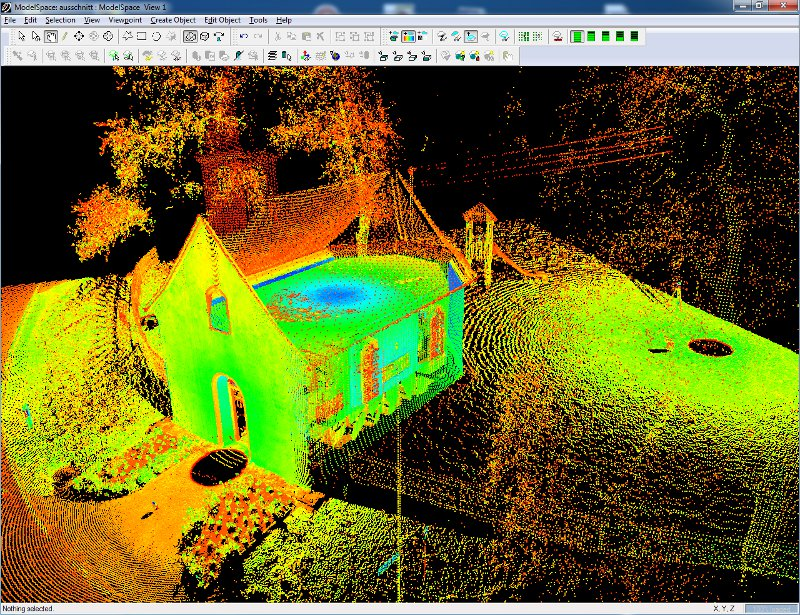 ModelSpace: ausschnitt : ModelSpace View 1
File Edit Selection View Viewpoint Create Object Edit Object Tools Help
Nothing selected. X, Y, Z